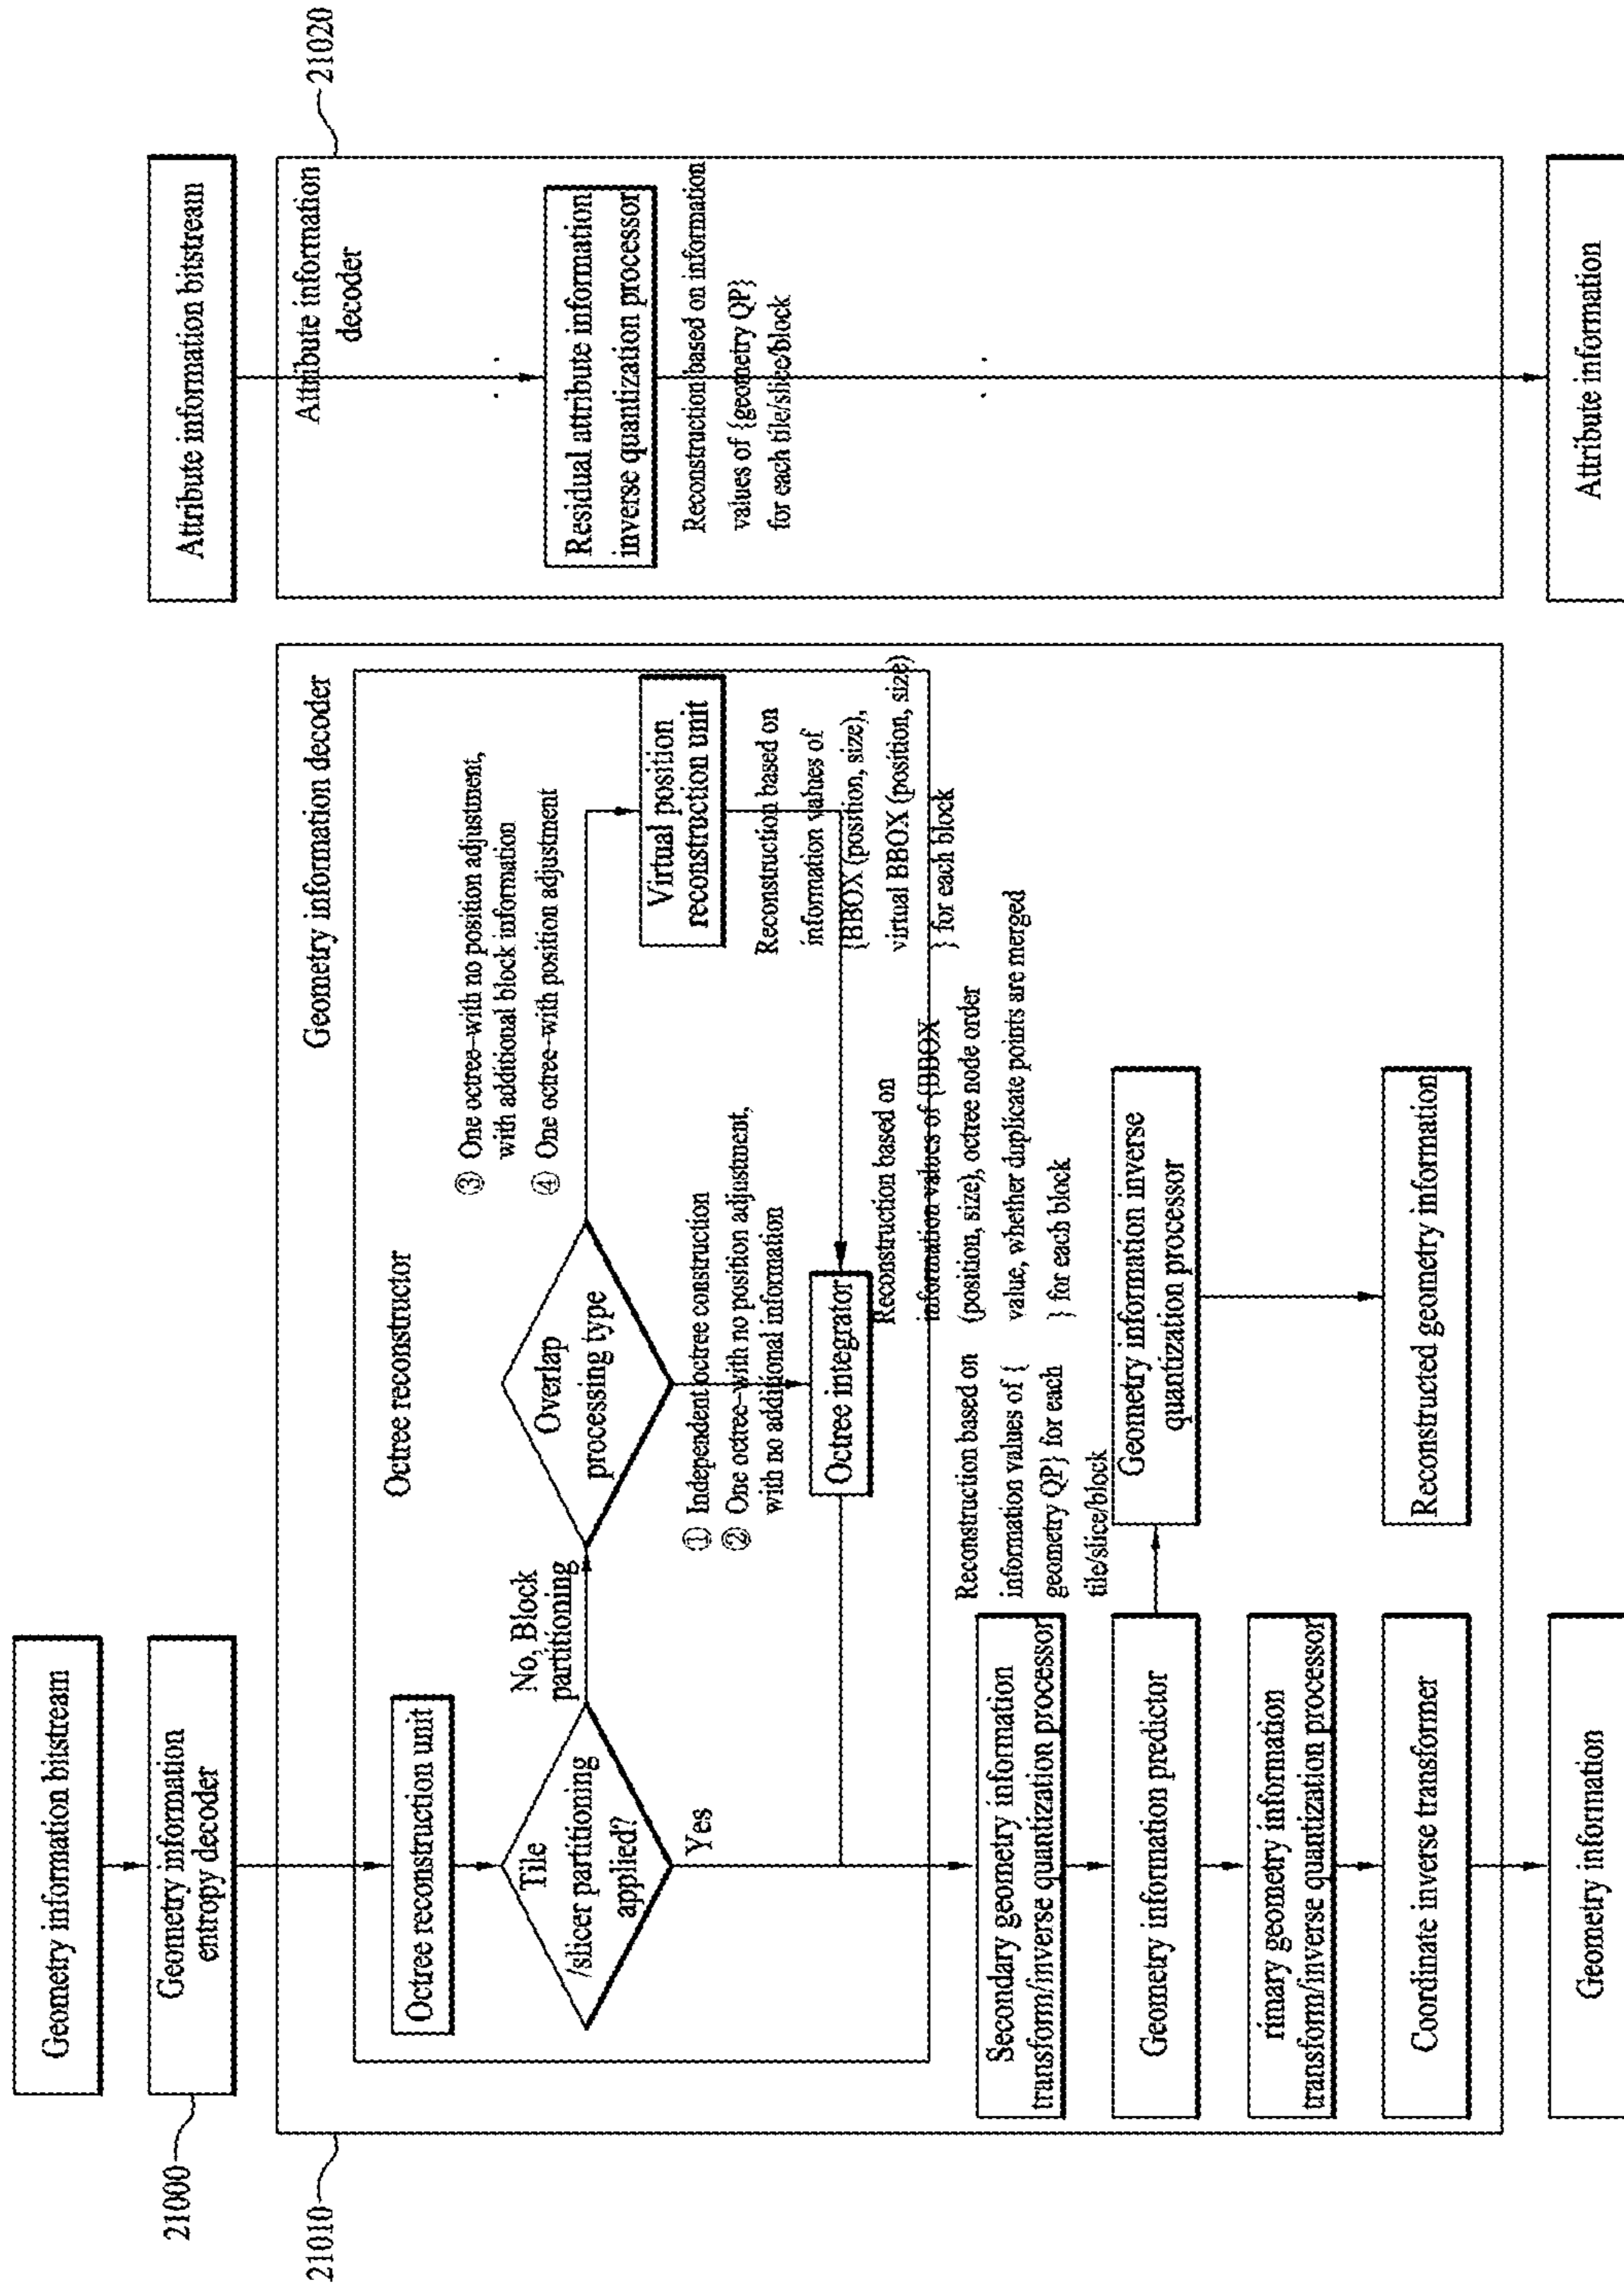 Geometry information bitstream
21000
Geometry information
entropy decoder
21010
Geometry information decoder
Octree reconstructor
Octree reconstruction unit
Tile
/slicer partitioning
applied?
Yes
No, Block
partitioning
Overlap
processing type
③ One octree-with no position adjustment,
with additional block information
④ One octree-with position adjustment
① Independent octree construction
② One octree-with no position adjustment,
with no additional information
Virtual position
reconstruction unit
Reconstruction based on
information values of
{BBOX (position, size),
virtual BBOX (position, size)
} for each block
Octree integrator
Reconstruction based on
information values of {BBOX
(position, size), octree node order
value, whether duplicate points are merged
} for each block
Secondary geometry information
transform/inverse quantization processor
Reconstruction based on
information values of {
geometry QP} for each
tile/slice/block
Geometry information predictor
Geometry information inverse
quantization processor
rimary geometry information
transform/inverse quantization processor
Coordinate inverse transformer
Reconstructed geometry information
Geometry information
Attribute information bitstream
21020
Attribute information
decoder
Residual attribute information
inverse quantization processor
Reconstruction based on information
values of {geometry QP}
for each tile/slice/block
Attribute information